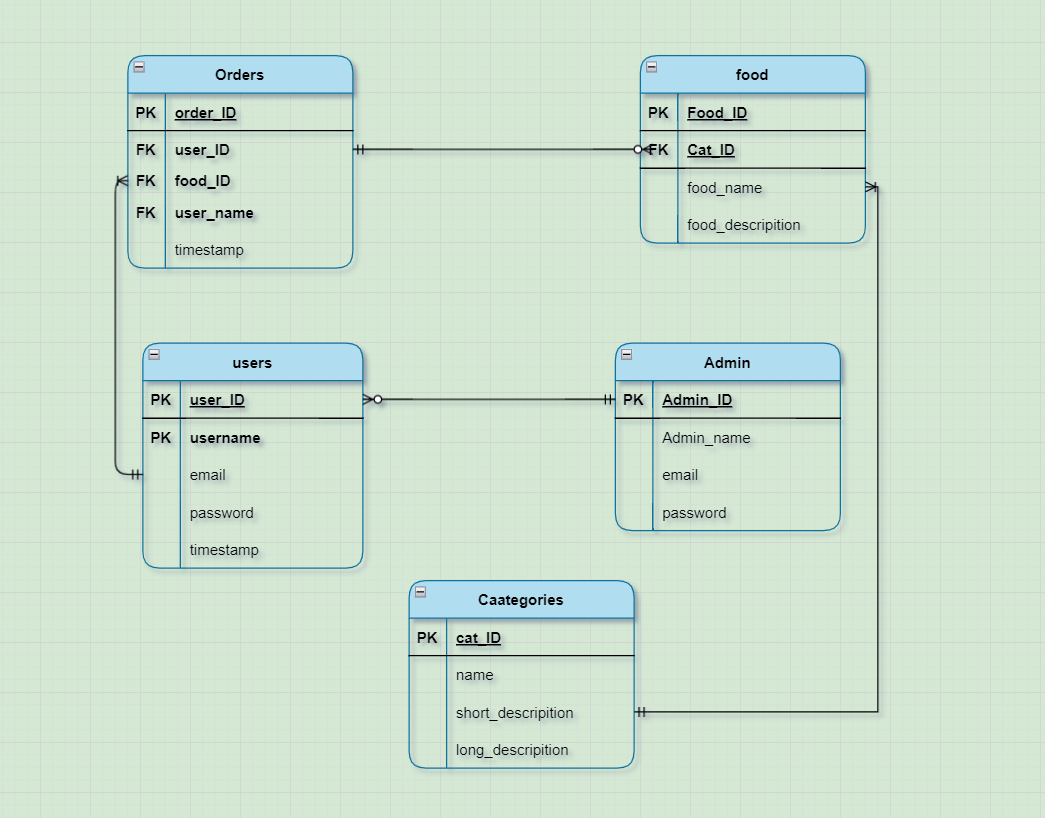 Orders
PK order_ID
FK user_ID
FK food_ID
FK user_name
timestamp
food
PK Food_ID
FK Cat_ID
food_name
food_descripition
users
PK user_ID
PK username
email
password
timestamp
Admin
PK Admin_ID
Admin_name
email
password
Caategories
PK cat_ID
name
short_descripition
long_descripition